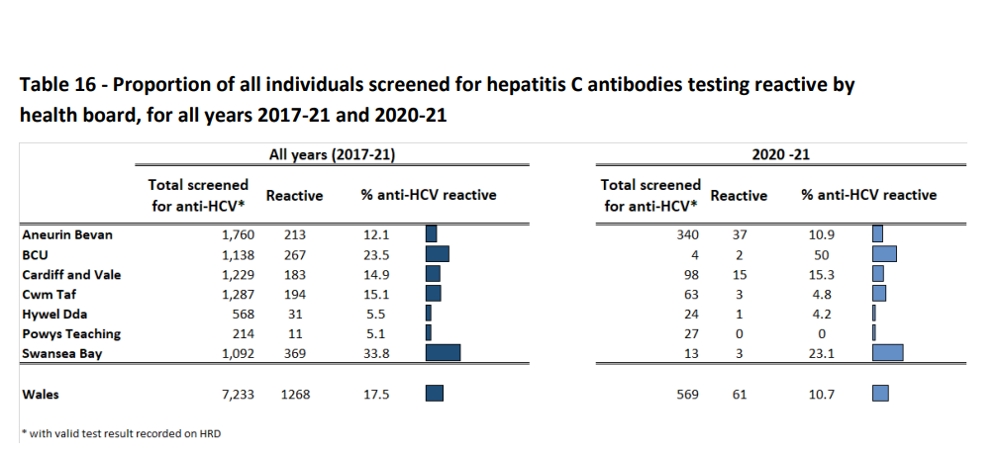 Table 16 - Proportion of all individuals screened for hepatitis C antibodies testing reactive by
health board, for all years 2017-21 and 2020-21
All years (2017-21) 2020 -21
Total screened for anti-HCV* Reactive % anti-HCV reactive Total screened for anti-HCV* Reactive % anti-HCV reactive
Aneurin Bevan 1,760 213 12.1 340 37 10.9
BCU 1,138 267 23.5 4 2 50
Cardiff and Vale 1,229 183 14.9 98 15 15.3
Cwm Taf 1,287 194 15.1 63 3 4.8
Hywel Dda 568 31 5.5 24 1 4.2
Powys Teaching 214 11 5.1 27 0 0
Swansea Bay 1,092 369 33.8 13 3 23.1
Wales 7,233 1268 17.5 569 61 10.7
* with valid test result recorded on HRD